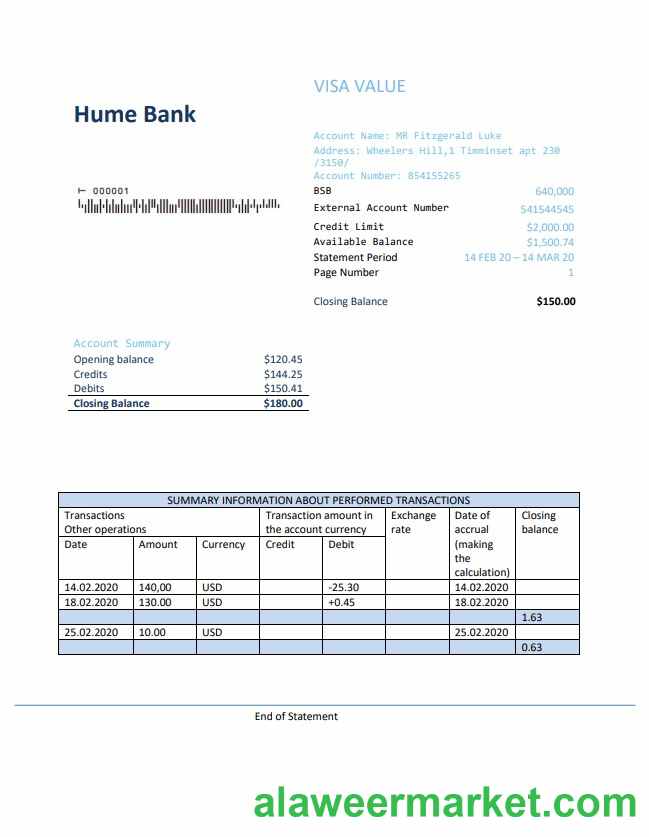 VISA VALUE
Hume Bank
Account Name: MR Fitzgerald Luke
Address: Wheelers Hill,1 Timminset apt 230
/3150/
Account Number: 854155265
⊢ 000001
BSB 640,000
External Account Number 541544545
Credit Limit $2,000.00
Available Balance $1,500.74
Statement Period 14 FEB 20 – 14 MAR 20
Page Number 1
Closing Balance $150.00
Account Summary
Opening balance $120.45
Credits $144.25
Debits $150.41
Closing Balance $180.00
SUMMARY INFORMATION ABOUT PERFORMED TRANSACTIONS
Transactions Transaction amount in Exchange Date of Closing
Other operations the account currency rate accrual balance
Date Amount Currency Credit Debit (making
the
calculation)
14.02.2020 140,00 USD -25.30 14.02.2020
18.02.2020 130.00 USD +0.45 18.02.2020
1.63
25.02.2020 10.00 USD 25.02.2020
0.63
End of Statement
alaweermarket.com